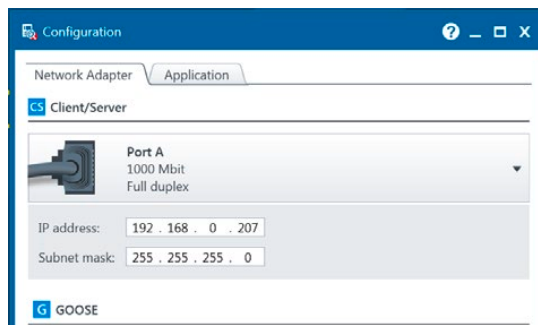 Configuration
Network Adapter Application
CS Client/Server
Port A
1000 Mbit
Full duplex
IP address: 192 . 168 . 0 . 207
Subnet mask: 255 . 255 . 255 . 0
G GOOSE